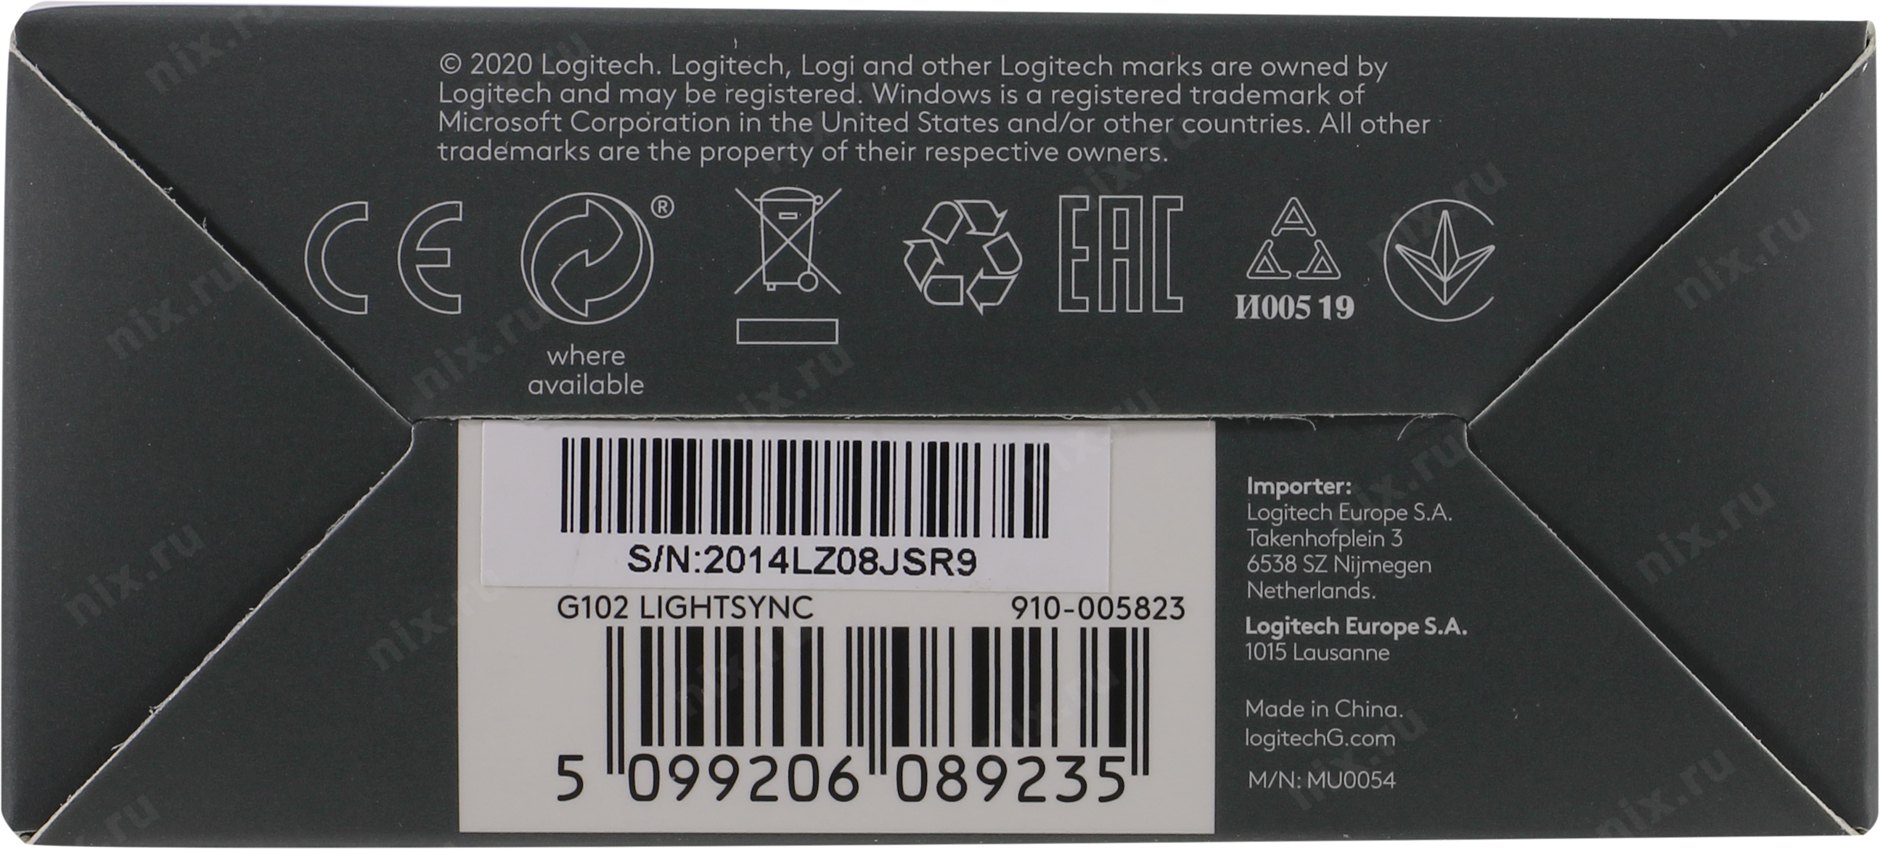 © 2020 Logitech. Logitech, Logi and other Logitech marks are owned by
Logitech and may be registered. Windows is a registered trademark of
Microsoft Corporation in the United States and/or other countries. All other
trademarks are the property of their respective owners.
CE
®
EAC
И005 19
where
available
S/N:2014LZ08JSR9
G102 LIGHTSYNC 910-005823
5 099206 089235
Importer:
Logitech Europe S.A.
Takenhofplein 3
6538 SZ Nijmegen
Netherlands.
Logitech Europe S.A.
1015 Lausanne
Made in China.
logitechG.com
M/N: MU0054
nix.ru